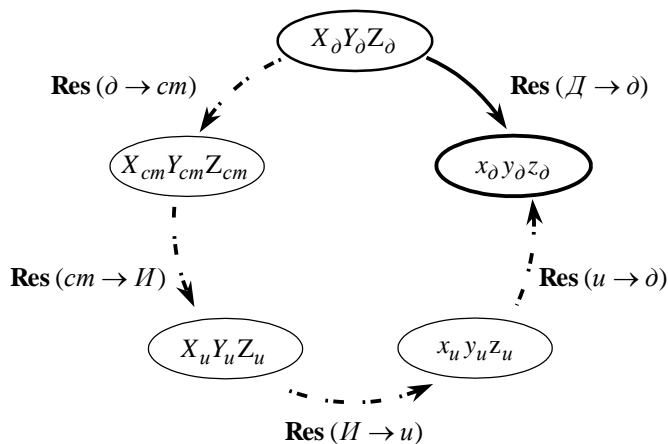 X∂Y∂Z∂
Res (∂ → cm)
Res (Д → ∂)
XcmYcmZcm
x∂y∂z∂
Res (cm → И)
Res (u → ∂)
XuYuZu
xuyuzu
Res (И → u)